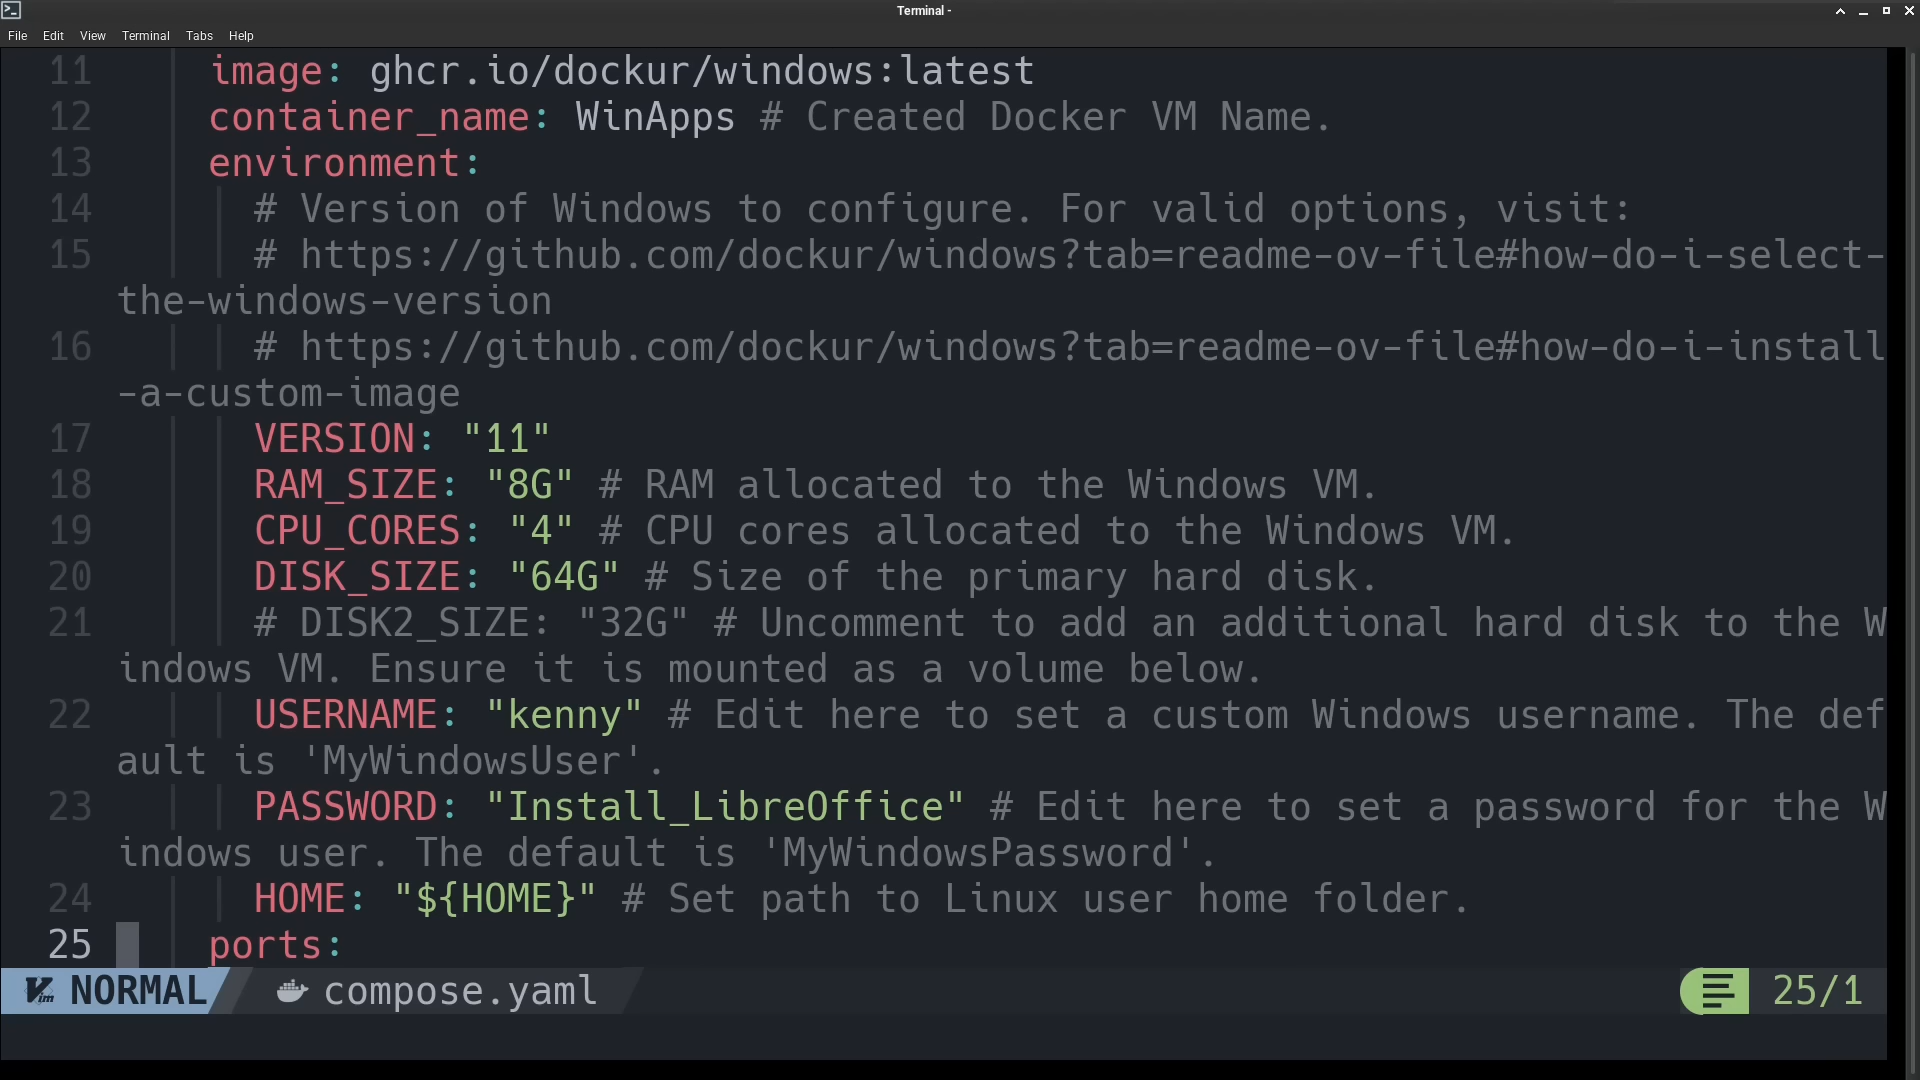 Terminal -
File Edit View Terminal Tabs Help
11 image: ghcr.io/dockur/windows:latest
12 container_name: WinApps # Created Docker VM Name.
13 environment:
14 # Version of Windows to configure. For valid options, visit:
15 # https://github.com/dockur/windows?tab=readme-ov-file#how-do-i-select-
the-windows-version
16 # https://github.com/dockur/windows?tab=readme-ov-file#how-do-i-install
-a-custom-image
17 VERSION: "11"
18 RAM_SIZE: "8G" # RAM allocated to the Windows VM.
19 CPU_CORES: "4" # CPU cores allocated to the Windows VM.
20 DISK_SIZE: "64G" # Size of the primary hard disk.
21 # DISK2_SIZE: "32G" # Uncomment to add an additional hard disk to the W
indows VM. Ensure it is mounted as a volume below.
22 USERNAME: "kenny" # Edit here to set a custom Windows username. The def
ault is 'MyWindowsUser'.
23 PASSWORD: "Install_LibreOffice" # Edit here to set a password for the W
indows user. The default is 'MyWindowsPassword'.
24 HOME: "${HOME}" # Set path to Linux user home folder.
25 ports:
Vim NORMAL compose.yaml 25/1